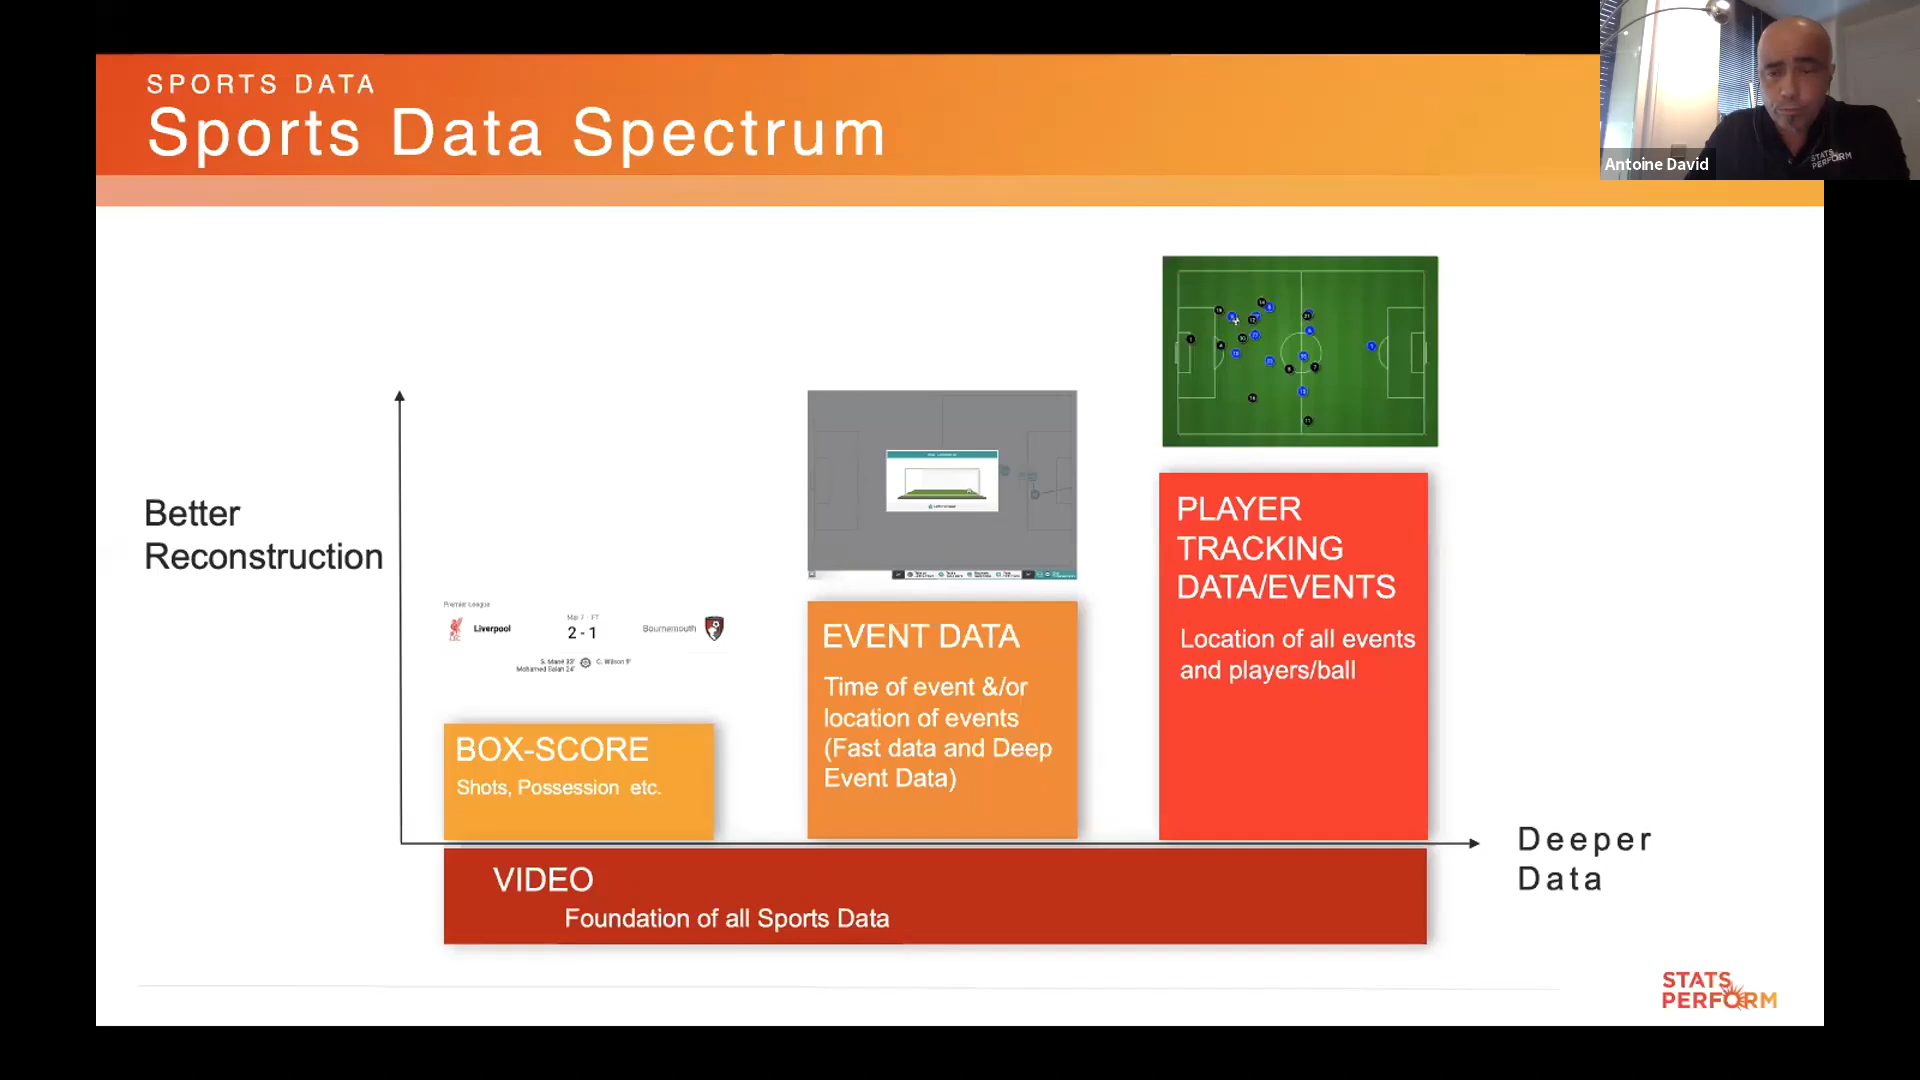 SPORTS DATA
Sports Data Spectrum
Antoine David
STATS
PERFORM
Better
Reconstruction
Premier League
Mar 7 · FT
Liverpool
2 - 1
Bournemouth
S. Mané 33'
C. Wilson 9'
Mohamed Salah 24'
BOX-SCORE
Shots, Possession etc.
EVENT DATA
Time of event &/or
location of events
(Fast data and Deep
Event Data)
PLAYER
TRACKING
DATA/EVENTS
Location of all events
and players/ball
Deeper
Data
VIDEO
Foundation of all Sports Data
STATS
PERFORM